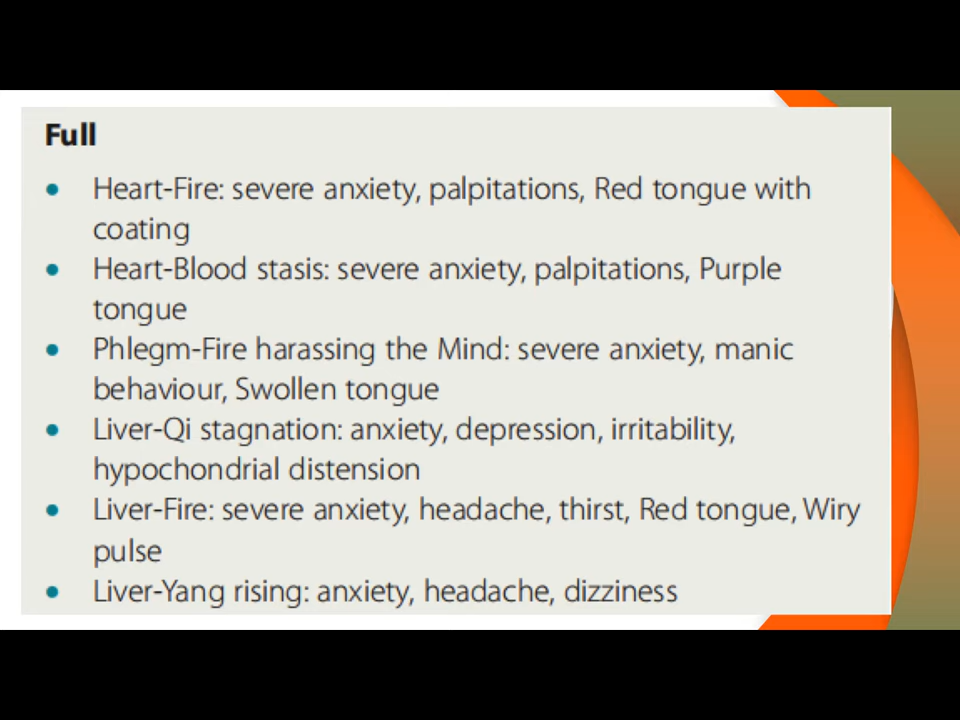 Full
• Heart-Fire: severe anxiety, palpitations, Red tongue with
coating
• Heart-Blood stasis: severe anxiety, palpitations, Purple
tongue
• Phlegm-Fire harassing the Mind: severe anxiety, manic
behaviour, Swollen tongue
• Liver-Qi stagnation: anxiety, depression, irritability,
hypochondrial distension
• Liver-Fire: severe anxiety, headache, thirst, Red tongue, Wiry
pulse
• Liver-Yang rising: anxiety, headache, dizziness